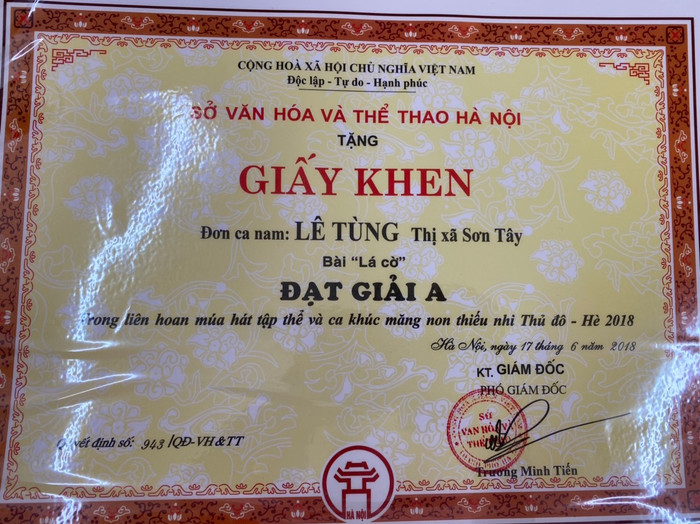 CỘNG HOÀ XÃ HỘI CHỦ NGHĨA VIỆT NAM
Độc lập - Tự do - Hạnh phúc
SỞ VĂN HÓA VÀ THỂ THAO HÀ NỘI
TẶNG
GIẤY KHEN
Đơn ca nam: LÊ TÙNG Thị xã Sơn Tây
Bài "Lá cờ"
ĐẠT GIẢI A
Trong liên hoan múa hát tập thể và ca khúc măng non thiếu nhi Thủ đô - Hè 2018
Hà Nội, ngày 17 tháng 6 năm 2018
KT. GIÁM ĐỐC
PHÓ GIÁM ĐỐC
SỞ
VĂN HÓA V
THỂ
Quyết định số: 943/QĐ-VH&TT
Trương Minh Tiến
HÀ NỘI